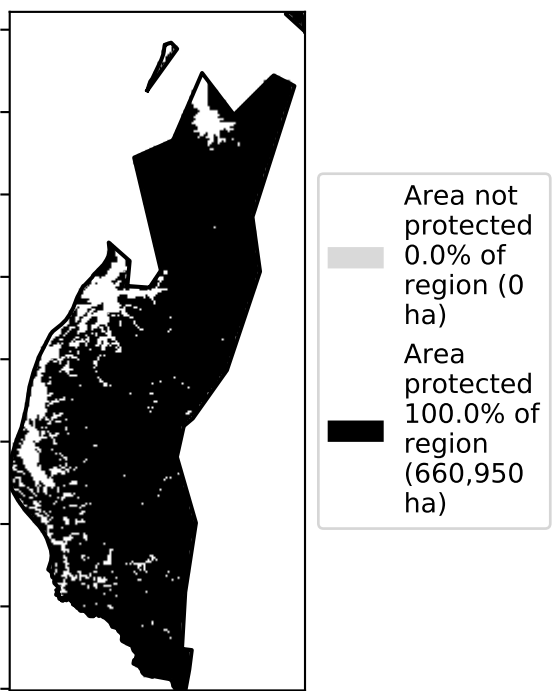 Area not
protected
0.0% of
region (0
ha)
Area
protected
100.0% of
region
(660,950
ha)